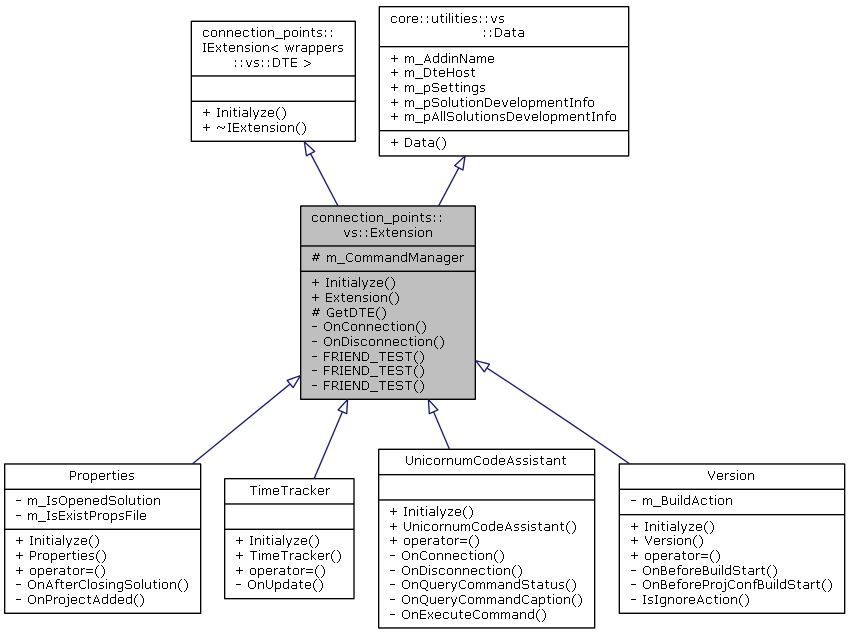 connection_points::
IExtension< wrappers
::vs::DTE >
+ Initialyze()
+ ~IExtension()
core::utilities::vs
::Data
+ m_AddinName
+ m_DteHost
+ m_pSettings
+ m_pSolutionDevelopmentInfo
+ m_pAllSolutionsDevelopmentInfo
+ Data()
connection_points::
vs::Extension
# m_CommandManager
+ Initialyze()
+ Extension()
# GetDTE()
- OnConnection()
- OnDisconnection()
- FRIEND_TEST()
- FRIEND_TEST()
- FRIEND_TEST()
Properties
- m_IsOpenedSolution
- m_IsExistPropsFile
+ Initialyze()
+ Properties()
+ operator=()
- OnAfterClosingSolution()
- OnProjectAdded()
TimeTracker
+ Initialyze()
+ TimeTracker()
+ operator=()
- OnUpdate()
UnicornumCodeAssistant
+ Initialyze()
+ UnicornumCodeAssistant()
+ operator=()
- OnConnection()
- OnDisconnection()
- OnQueryCommandStatus()
- OnQueryCommandCaption()
- OnExecuteCommand()
Version
- m_BuildAction
+ Initialyze()
+ Version()
+ operator=()
- OnBeforeBuildStart()
- OnBeforeProjConfBuildStart()
- IsIgnoreAction()